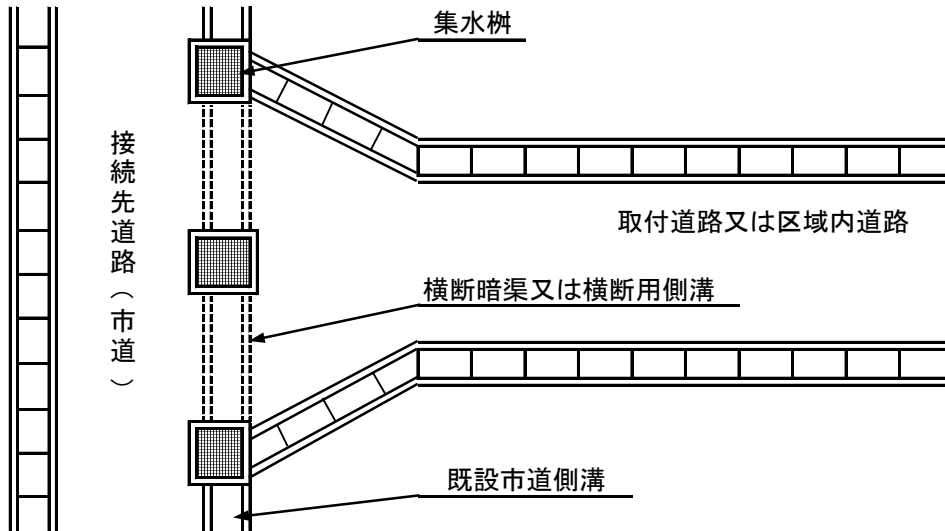 集水桝
接続先道路（市道）
取付道路又は区域内道路
横断暗渠又は横断用側溝
既設市道側溝